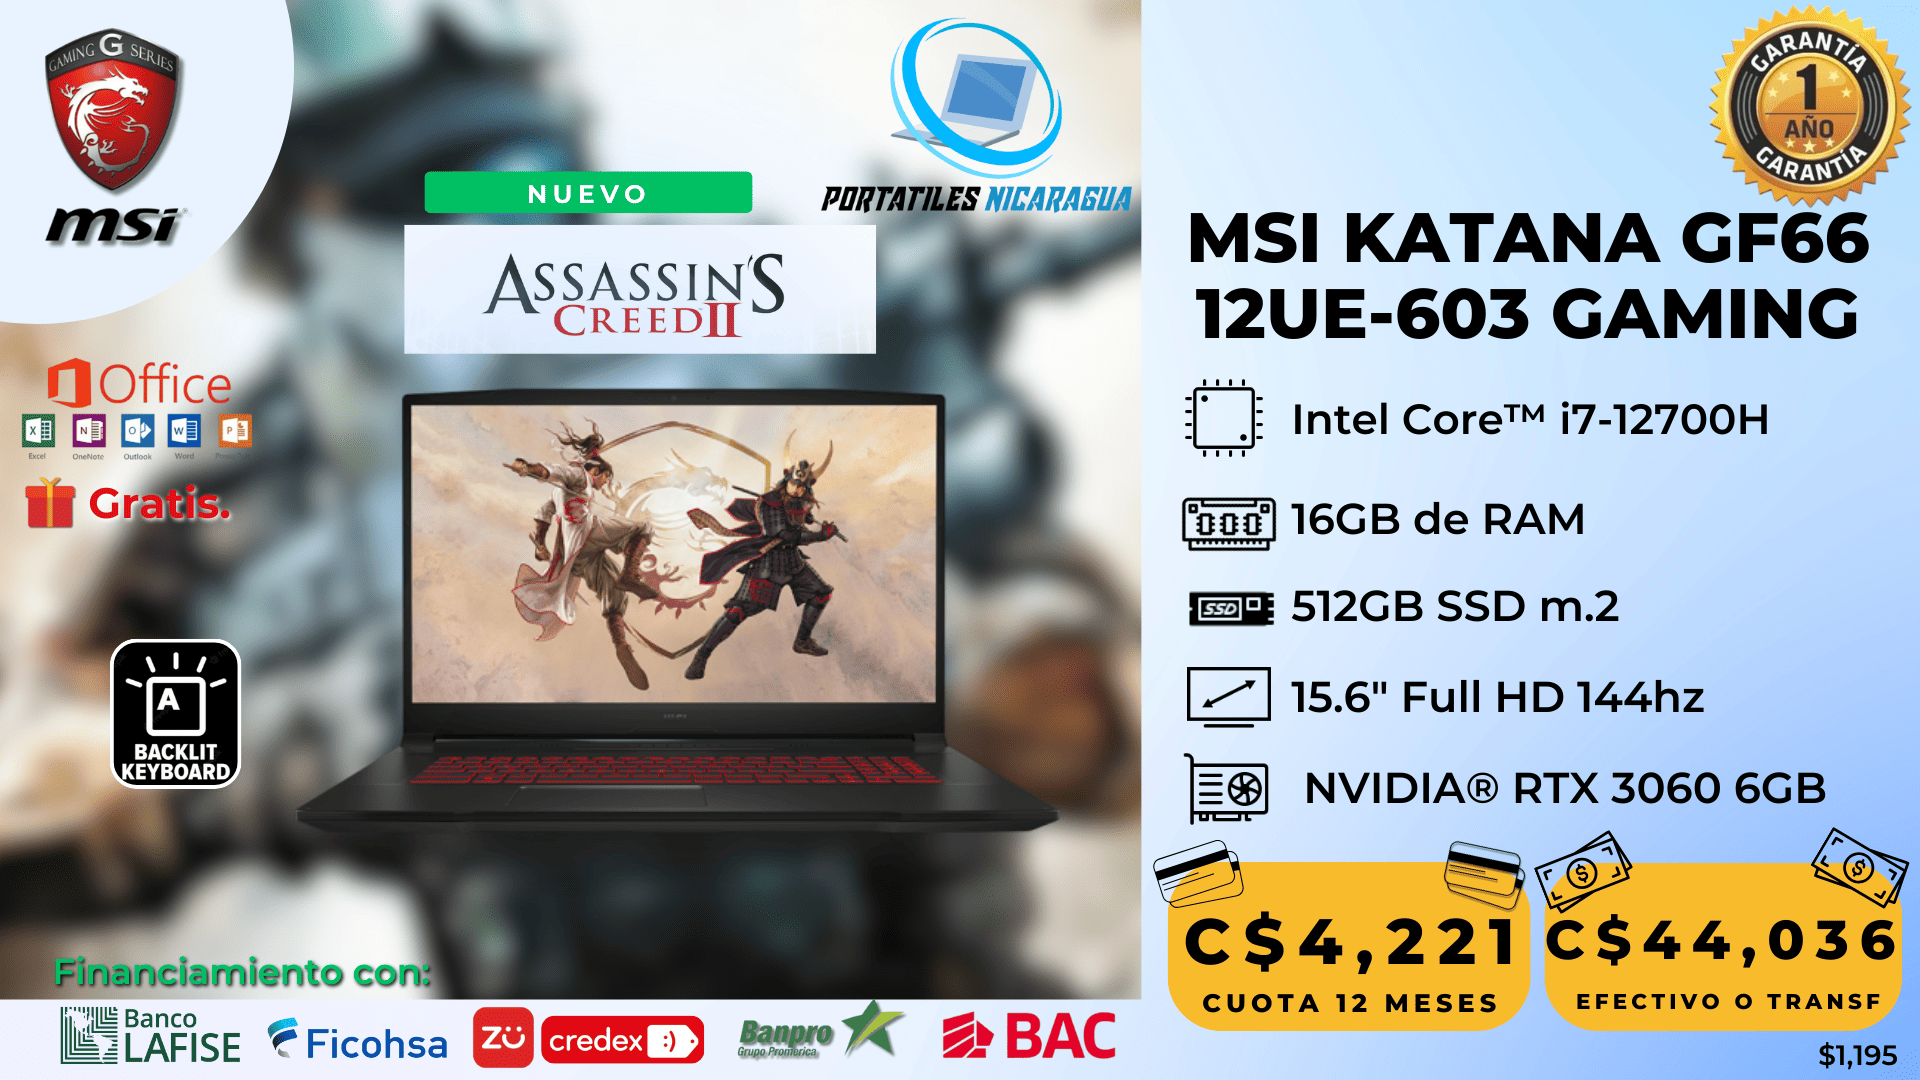 GAMING G SERIES
msi
NUEVO
PORTATILES NICARAGUA
ASSASSIN'S
CREED II
Office
Excel
OneNote
Outlook
Word
Gratis.
A
BACKLIT
KEYBOARD
GARANTÍA
1
AÑO
GARANTÍA
MSI KATANA GF66
12UE-603 GAMING
Intel Core™ i7-12700H
16GB de RAM
SSD
512GB SSD m.2
15.6" Full HD 144hz
NVIDIA® RTX 3060 6GB
C$4,221
CUOTA 12 MESES
C$44,036
EFECTIVO O TRANSF
$1,195
Financiamiento con:
Banco
LAFISE
Ficohsa
zū
credex :)
Banpro
Grupo Promerica
BAC